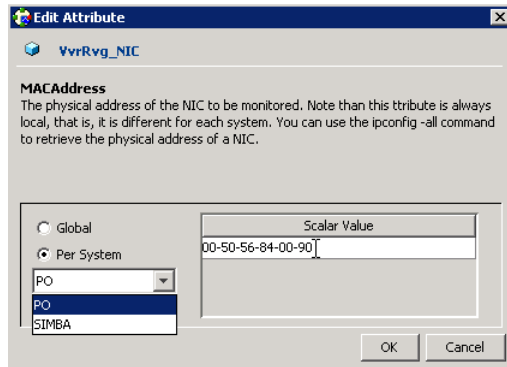 Edit Attribute
VvrRvg_NIC
MACAddress
The physical address of the NIC to be monitored. Note than this ttribute is always
local, that is, it is different for each system. You can use the ipconfig -all command
to retrieve the physical address of a NIC.
Global
Per System
PO
PO
SIMBA
Scalar Value
00-50-56-84-00-90
OK
Cancel